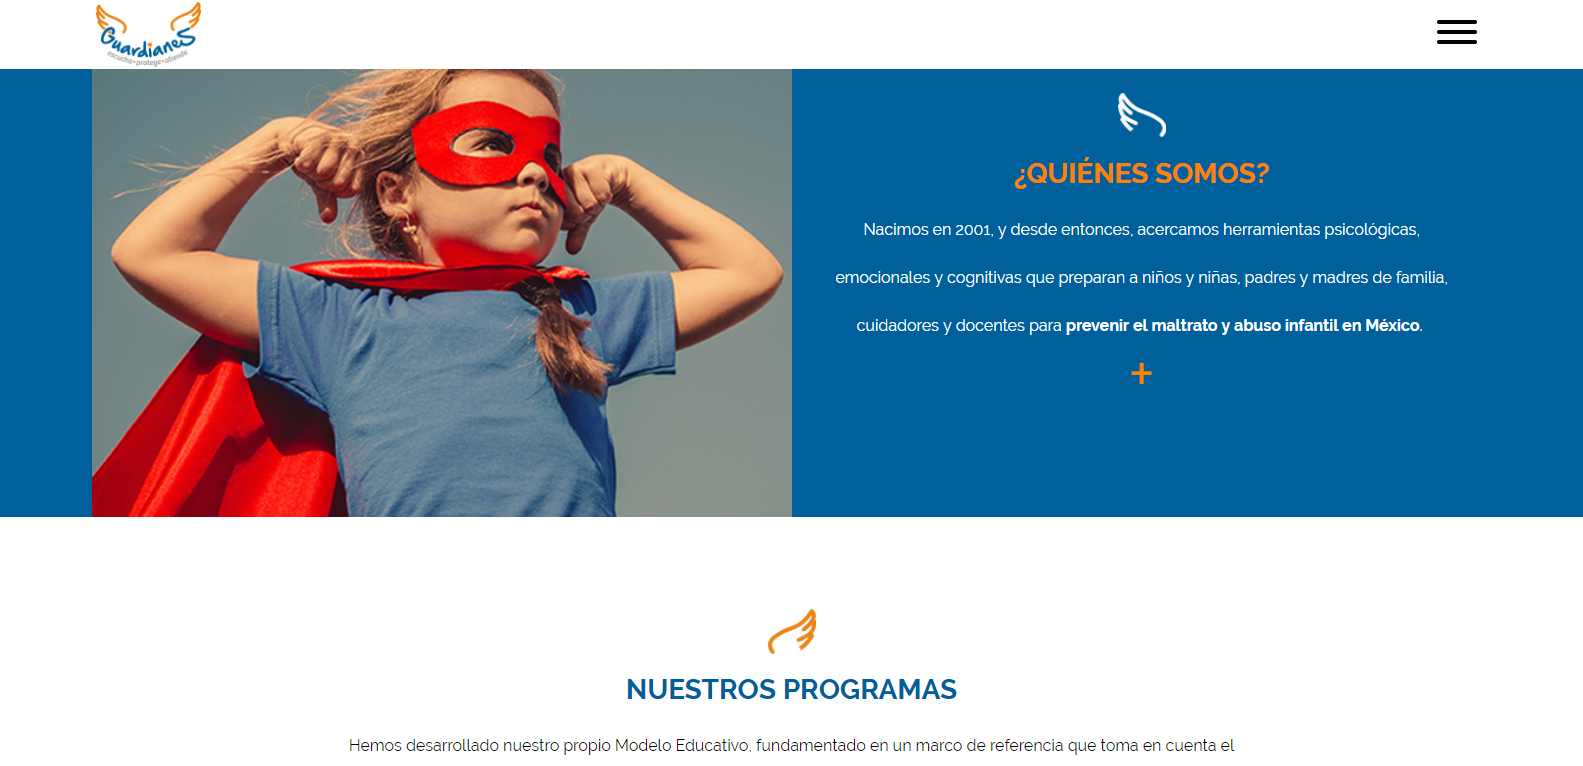 Guardianes
escucha+protege+atiende
¿QUIÉNES SOMOS?
Nacimos en 2001, y desde entonces, acercamos herramientas psicológicas,
emocionales y cognitivas que preparan a niños y niñas, padres y madres de familia,
cuidadores y docentes para prevenir el maltrato y abuso infantil en México.
+
NUESTROS PROGRAMAS
Hemos desarrollado nuestro propio Modelo Educativo, fundamentado en un marco de referencia que toma en cuenta el